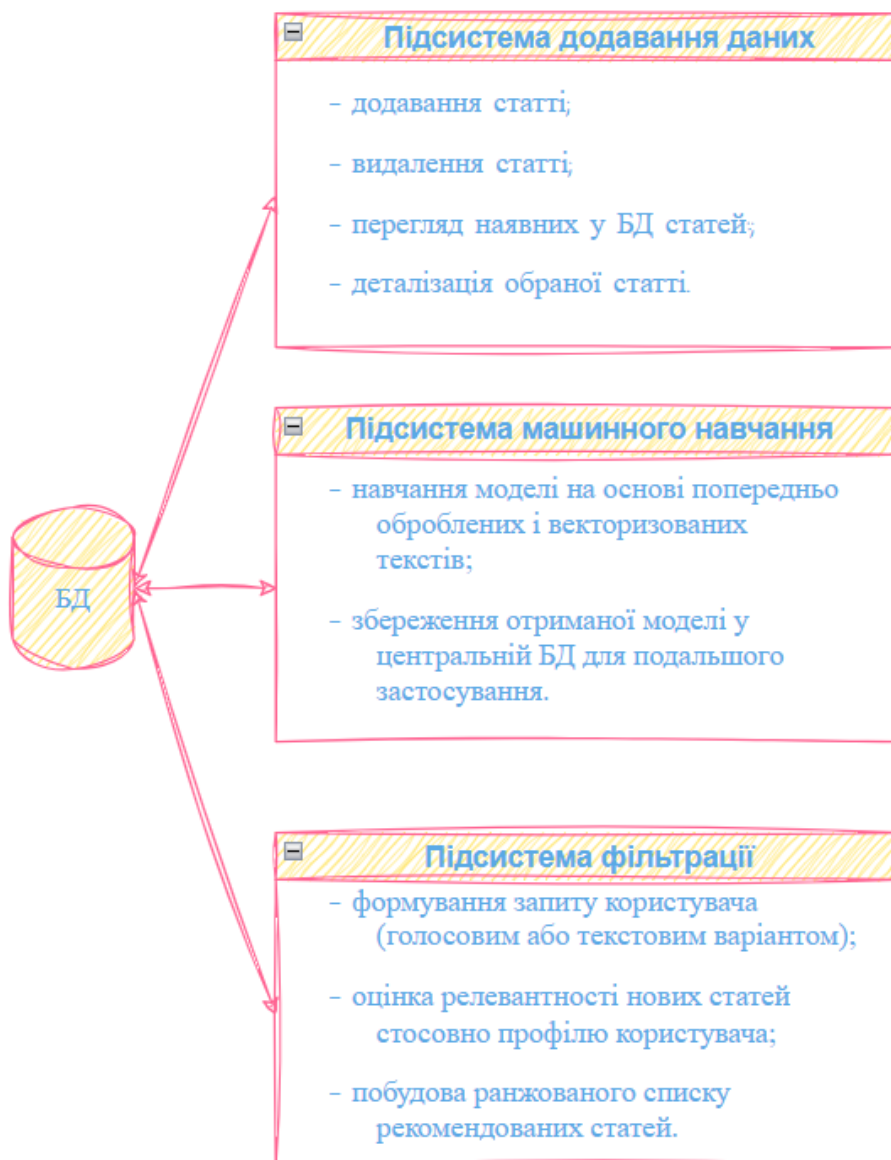 Підсистема додавання даних
- додавання статті;
- видалення статті;
- перегляд наявних у БД статей;;
- деталізація обраної статті.
Підсистема машинного навчання
- навчання моделі на основі попередньо
оброблених і векторизованих
текстів;
- збереження отриманої моделі у
центральній БД для подальшого
застосування.
БД
Підсистема фільтрації
- формування запиту користувача
(голосовим або текстовим варіантом);
- оцінка релевантності нових статей
стосовно профілю користувача;
- побудова ранжованого списку
рекомендованих статей.